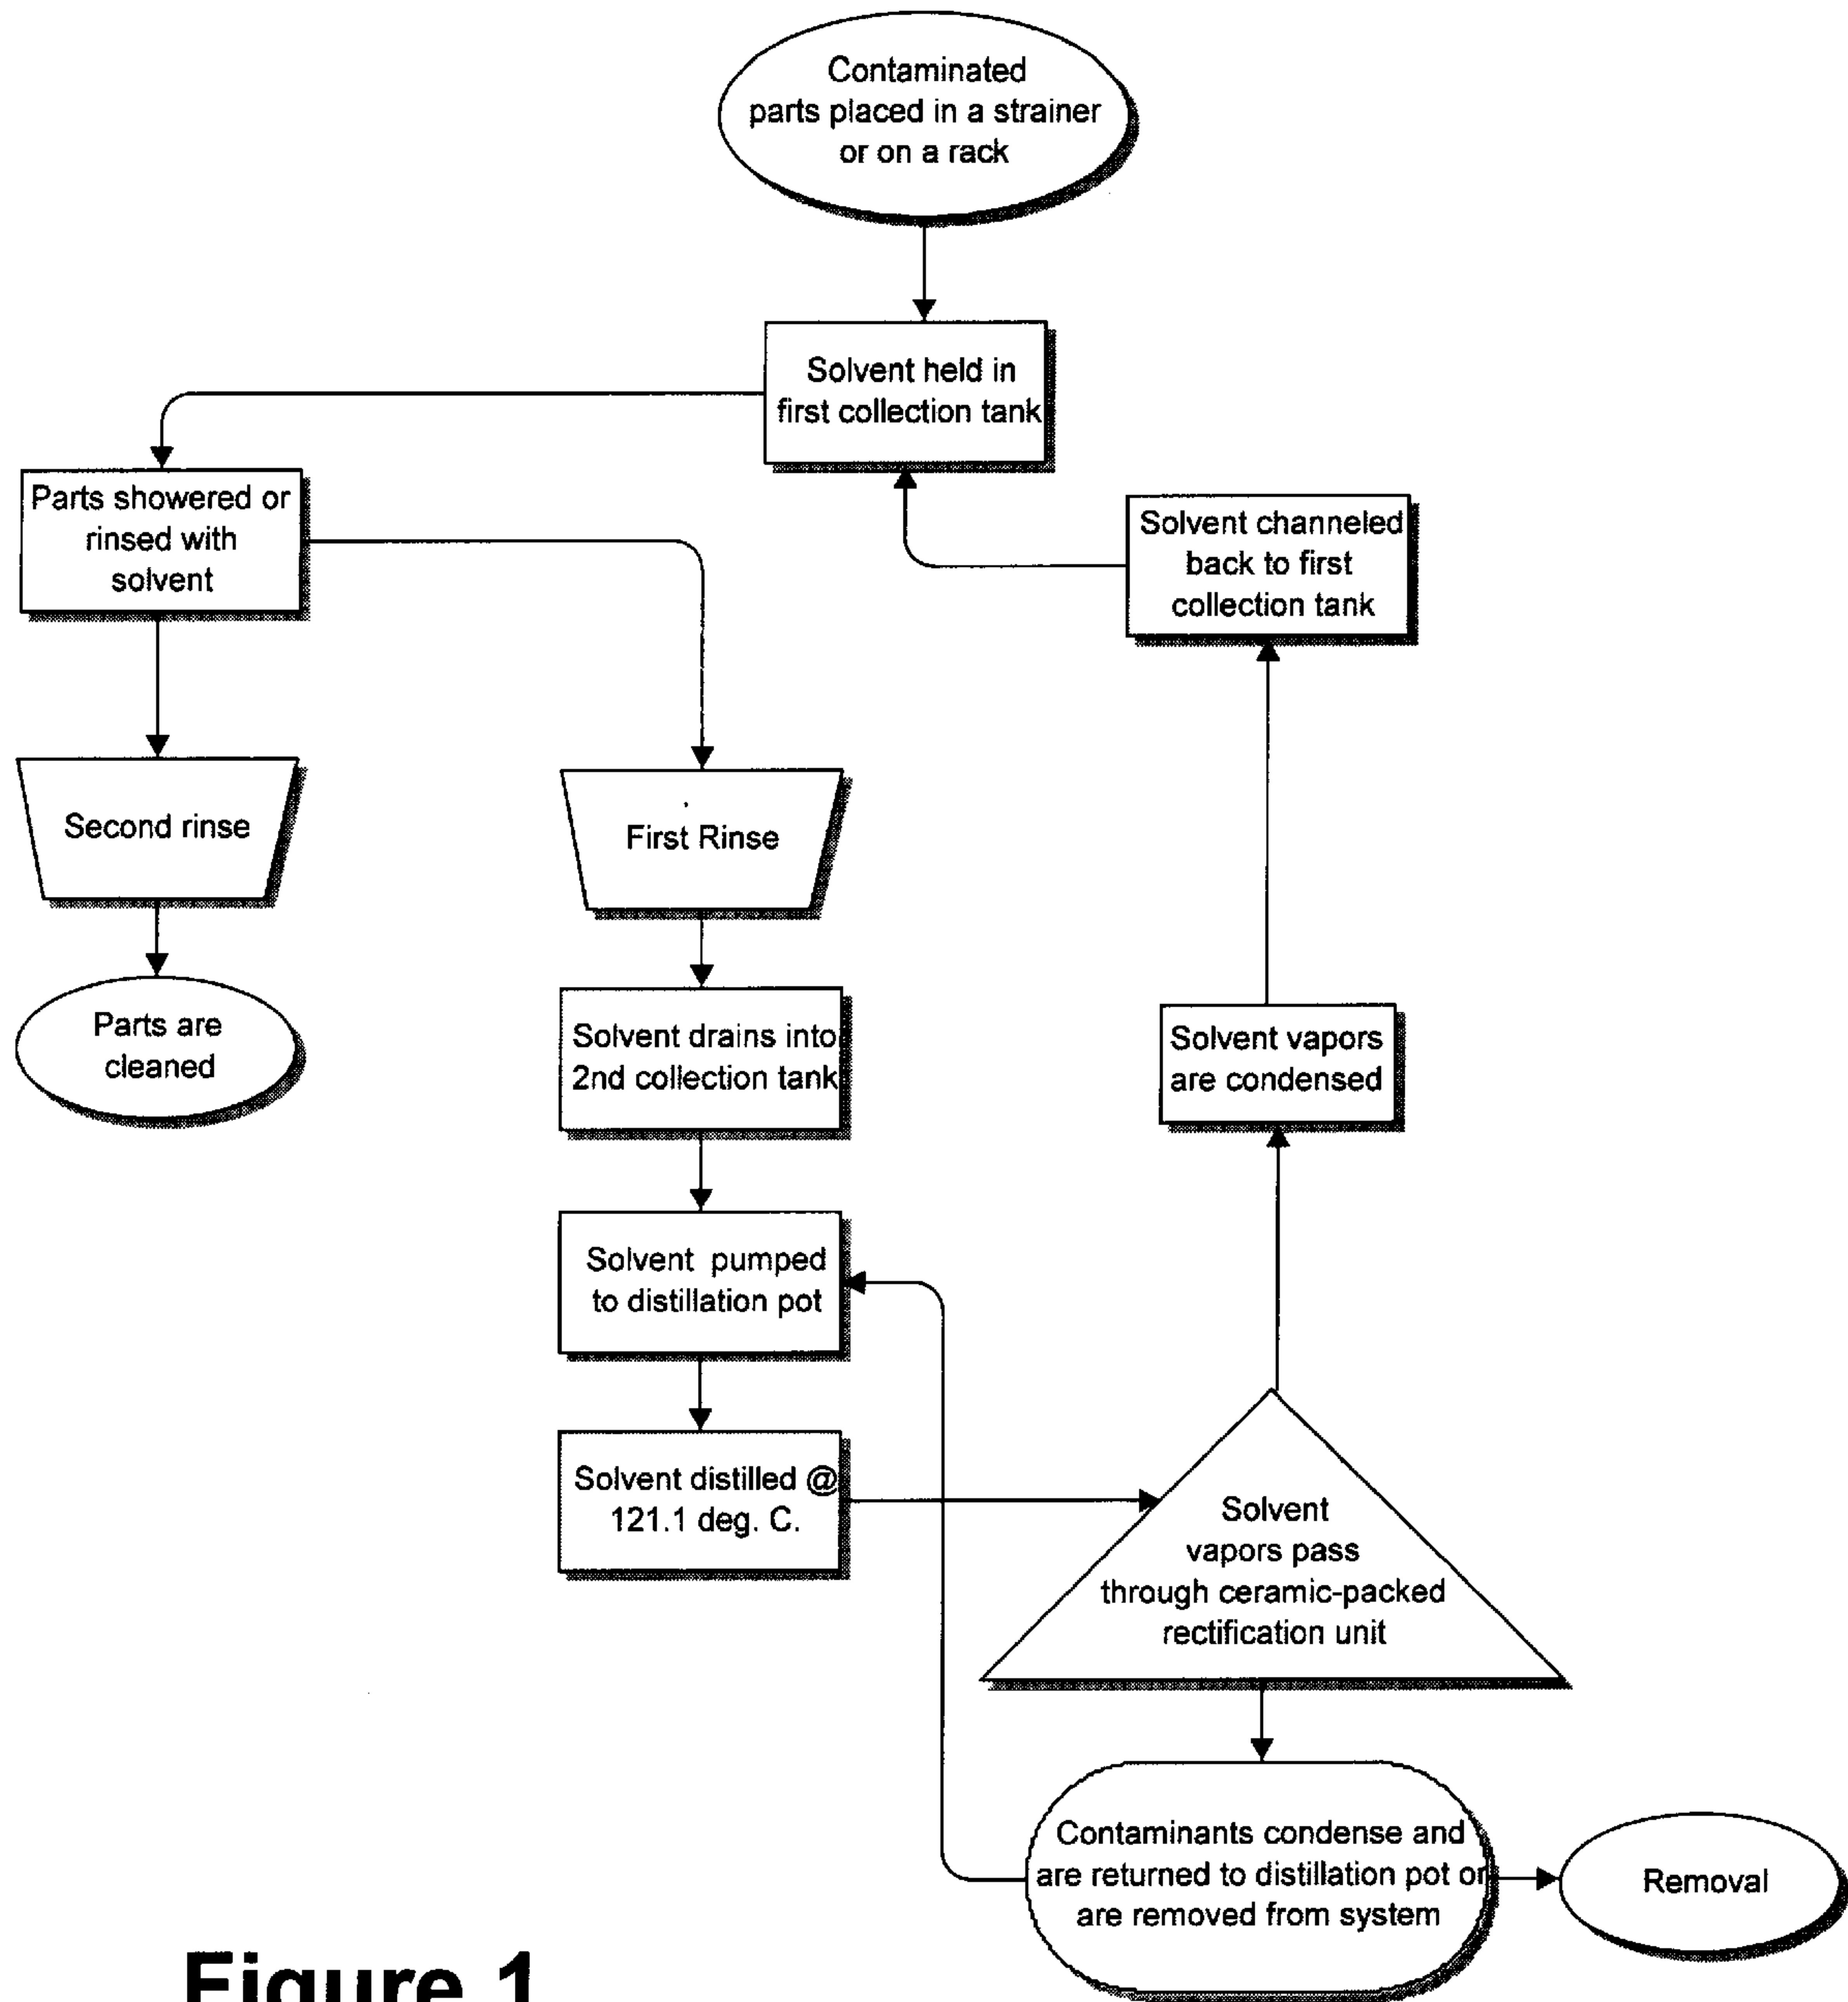 Contaminated
parts placed in a strainer
or on a rack
Solvent held in
first collection tank
Parts showered or
rinsed with
solvent
Solvent channeled
back to first
collection tank
Second rinse
First Rinse
Parts are
cleaned
Solvent drains into
2nd collection tank
Solvent vapors
are condensed
Solvent pumped
to distillation pot
Solvent distilled @
121.1 deg. C.
Solvent
vapors pass
through ceramic-packed
rectification unit
Contaminants condense and
are returned to distillation pot or
are removed from system
Removal
Figure 1